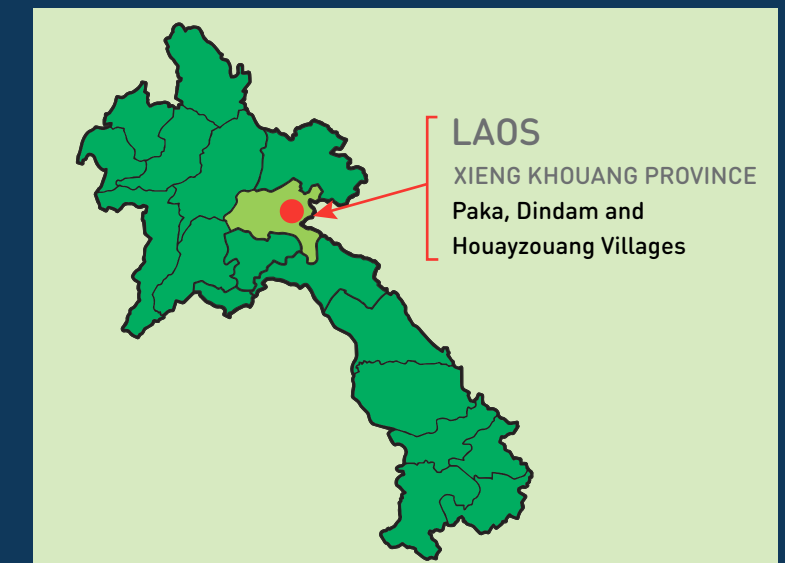 LAOS
XIENG KHOUANG PROVINCE
Paka, Dindam and
Houayzouang Villages